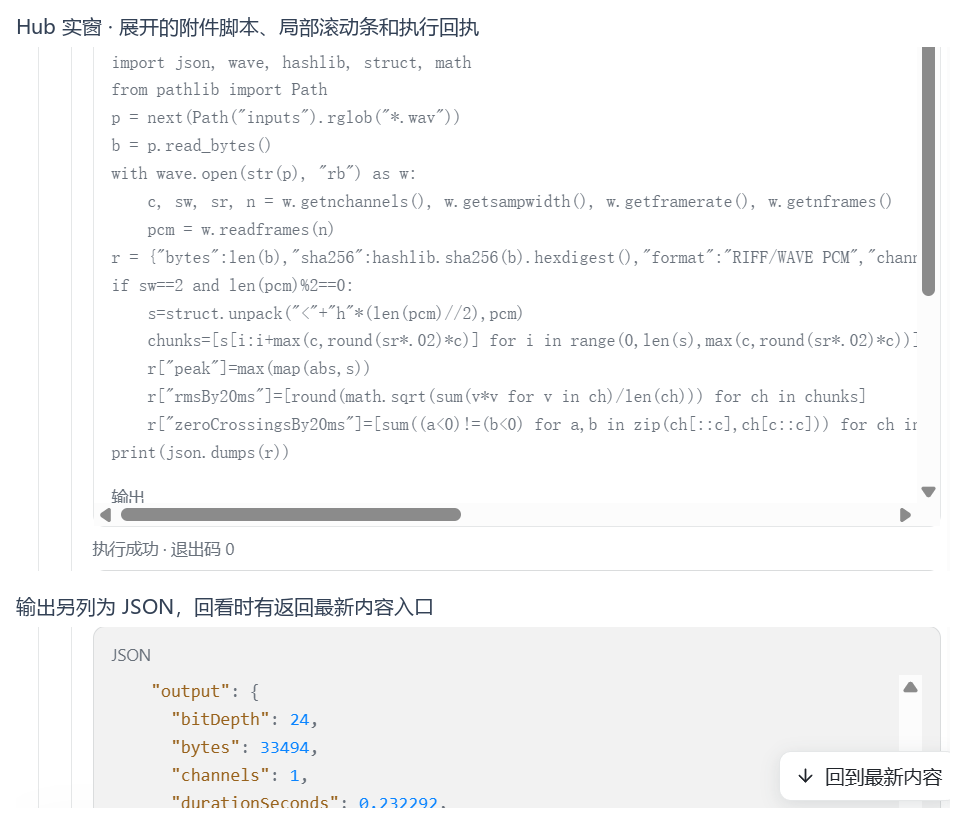 Hub 实窗 · 展开的附件脚本、局部滚动条和执行回执
import json, wave, hashlib, struct, math
from pathlib import Path
p = next(Path("inputs").rglob("*.wav"))
b = p.read_bytes()
with wave.open(str(p), "rb") as w:
    c, sw, sr, n = w.getnchannels(), w.getsampwidth(), w.getframerate(), w.getnframes()
    pcm = w.readframes(n)
r = {"bytes":len(b),"sha256":hashlib.sha256(b).hexdigest(),"format":"RIFF/WAVE PCM","chann
if sw==2 and len(pcm)%2==0:
    s=struct.unpack("<"+"h"*(len(pcm)//2),pcm)
    chunks=[s[i:i+max(c,round(sr*.02)*c)] for i in range(0,len(s),max(c,round(sr*.02)*c))]
    r["peak"]=max(map(abs,s))
    r["rmsBy20ms"]=[round(math.sqrt(sum(v*v for v in ch)/len(ch))) for ch in chunks]
    r["zeroCrossingsBy20ms"]=[sum((a<0)!=(b<0) for a,b in zip(ch[::c],ch[c::c])) for ch in
print(json.dumps(r))
输出
执行成功 · 退出码 0
输出另列为 JSON，回看时有返回最新内容入口
JSON
"output": {
"bitDepth": 24,
"bytes": 33494,
"channels": 1,
"durationSeconds": 0.232292,
回到最新内容